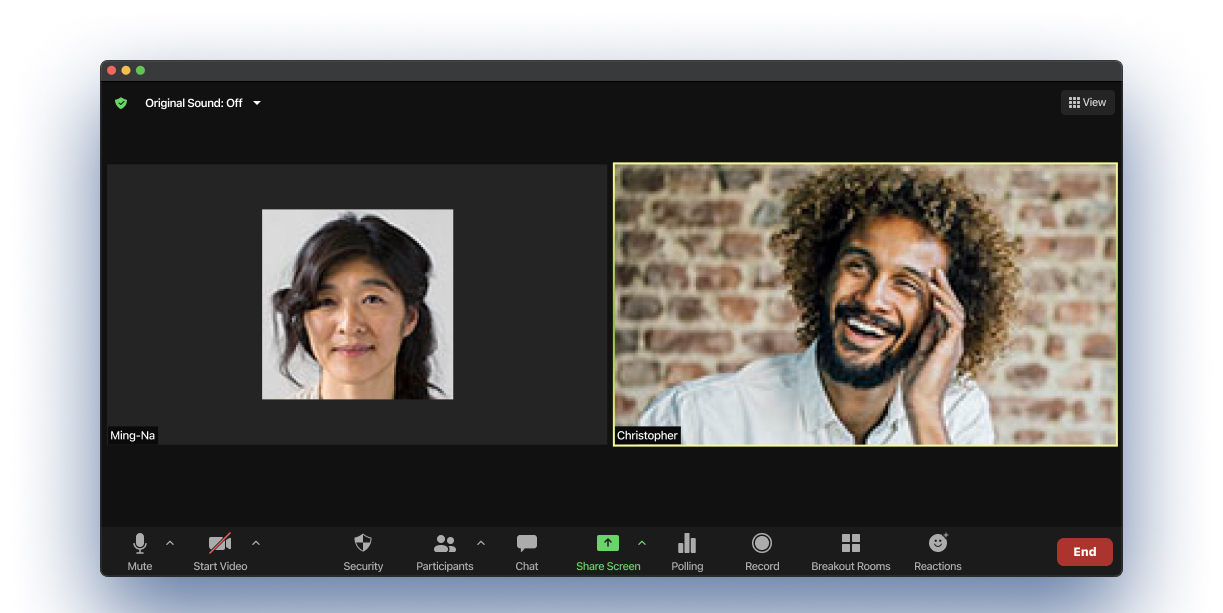 Original Sound: Off
View
Ming-Na
Christopher
Mute
Start Video
Security
Participants
Chat
Share Screen
Polling
Record
Breakout Rooms
Reactions
End